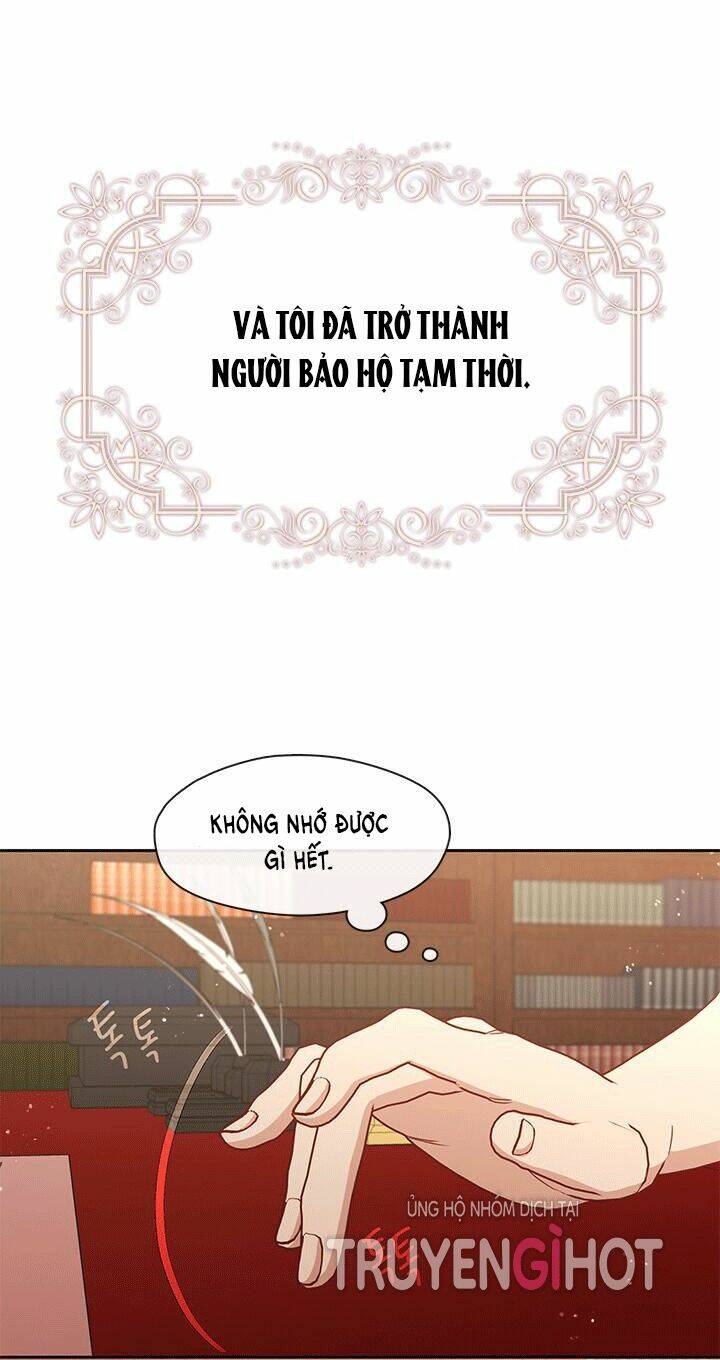 VÀ TÔI ĐÃ TRỞ THÀNH
NGƯỜI BẢO HỘ TẠM THỜI.
KHÔNG NHỚ ĐƯỢC
GÌ HẾT.
톡톡
톡
ỦNG HỘ NHÓM DỊCH TẠI
TRUYENGIHOT